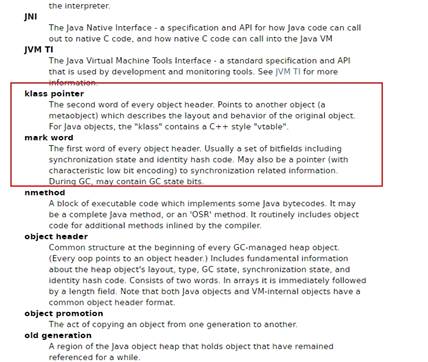 the interpreter.
JNI
The Java Native Interface - a specification and API for how Java code can call
out to native C code, and how native C code can call into the Java VM
JVM TI
The Java Virtual Machine Tools Interface - a standard specification and API
that is used by development and monitoring tools. See JVM TI for more
information.
klass pointer
The second word of every object header. Points to another object (a
metaobject) which describes the layout and behavior of the original object.
For Java objects, the "klass" contains a C++ style "vtable".
mark word
The first word of every object header. Usually a set of bitfields including
synchronization state and identity hash code. May also be a pointer (with
characteristic low bit encoding) to synchronization related information.
During GC, may contain GC state bits.
nmethod
A block of executable code which implements some Java bytecodes. It may
be a complete Java method, or an 'OSR' method. It routinely includes object
code for additional methods inlined by the compiler.
object header
Common structure at the beginning of every GC-managed heap object.
(Every oop points to an object header.) Includes fundamental information
about the heap object's layout, type, GC state, synchronization state, and
identity hash code. Consists of two words. In arrays it is immediately followed
by a length field. Note that both Java objects and VM-internal objects have a
common object header format.
object promotion
The act of copying an object from one generation to another.
old generation
A region of the Java object heap that holds object that have remained
referenced for a while.